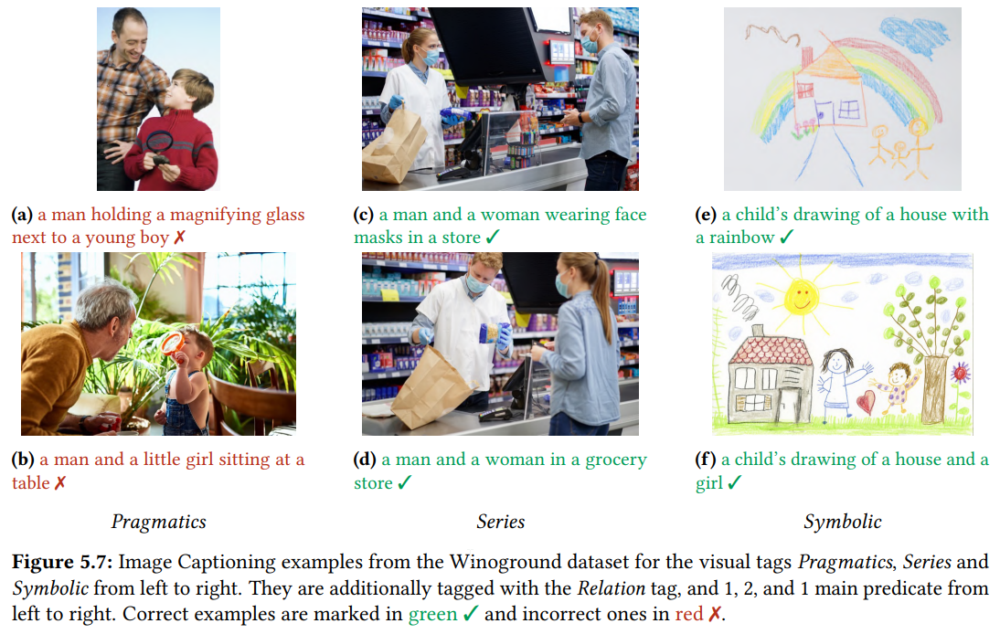 (a) a man holding a magnifying glass
next to a young boy ✗
(c) a man and a woman wearing face
masks in a store ✓
(e) a child's drawing of a house with
a rainbow ✓
(b) a man and a little girl sitting at a
table ✗
(d) a man and a woman in a grocery
store ✓
(f) a child's drawing of a house and a
girl ✓
Pragmatics
Series
Symbolic
Figure 5.7: Image Captioning examples from the Winoground dataset for the visual tags Pragmatics, Series and
Symbolic from left to right. They are additionally tagged with the Relation tag, and 1, 2, and 1 main predicate from
left to right. Correct examples are marked in green ✓ and incorrect ones in red ✗.